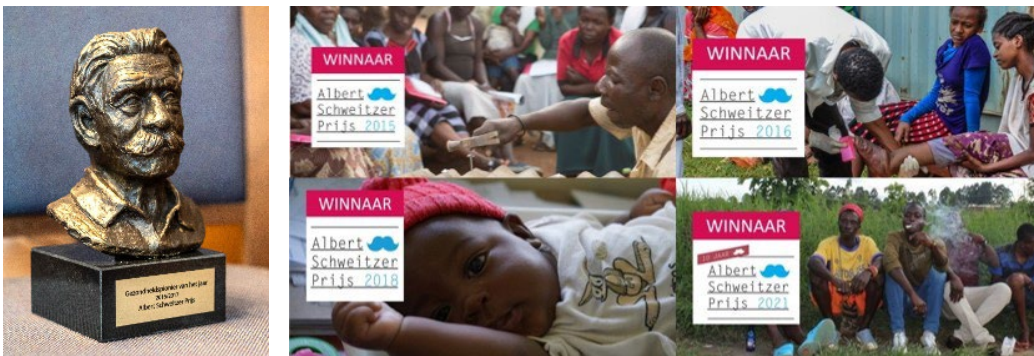 Gezondheidspionier van het jaar
2016/2017
Albert Schweitzer Prijs
WINNAAR
Albert
Schweitzer
Prijs 2015
WINNAAR
Albert
Schweitzer
Prijs 2016
WINNAAR
Albert
Schweitzer
Prijs 2018
WINNAAR
10 JAAR
Albert
Schweitzer
Prijs 2021